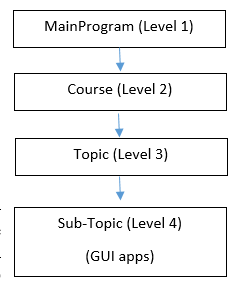 MainProgram (Level 1)
Course (Level 2)
Topic (Level 3)
Sub-Topic (Level 4)
(GUI apps)